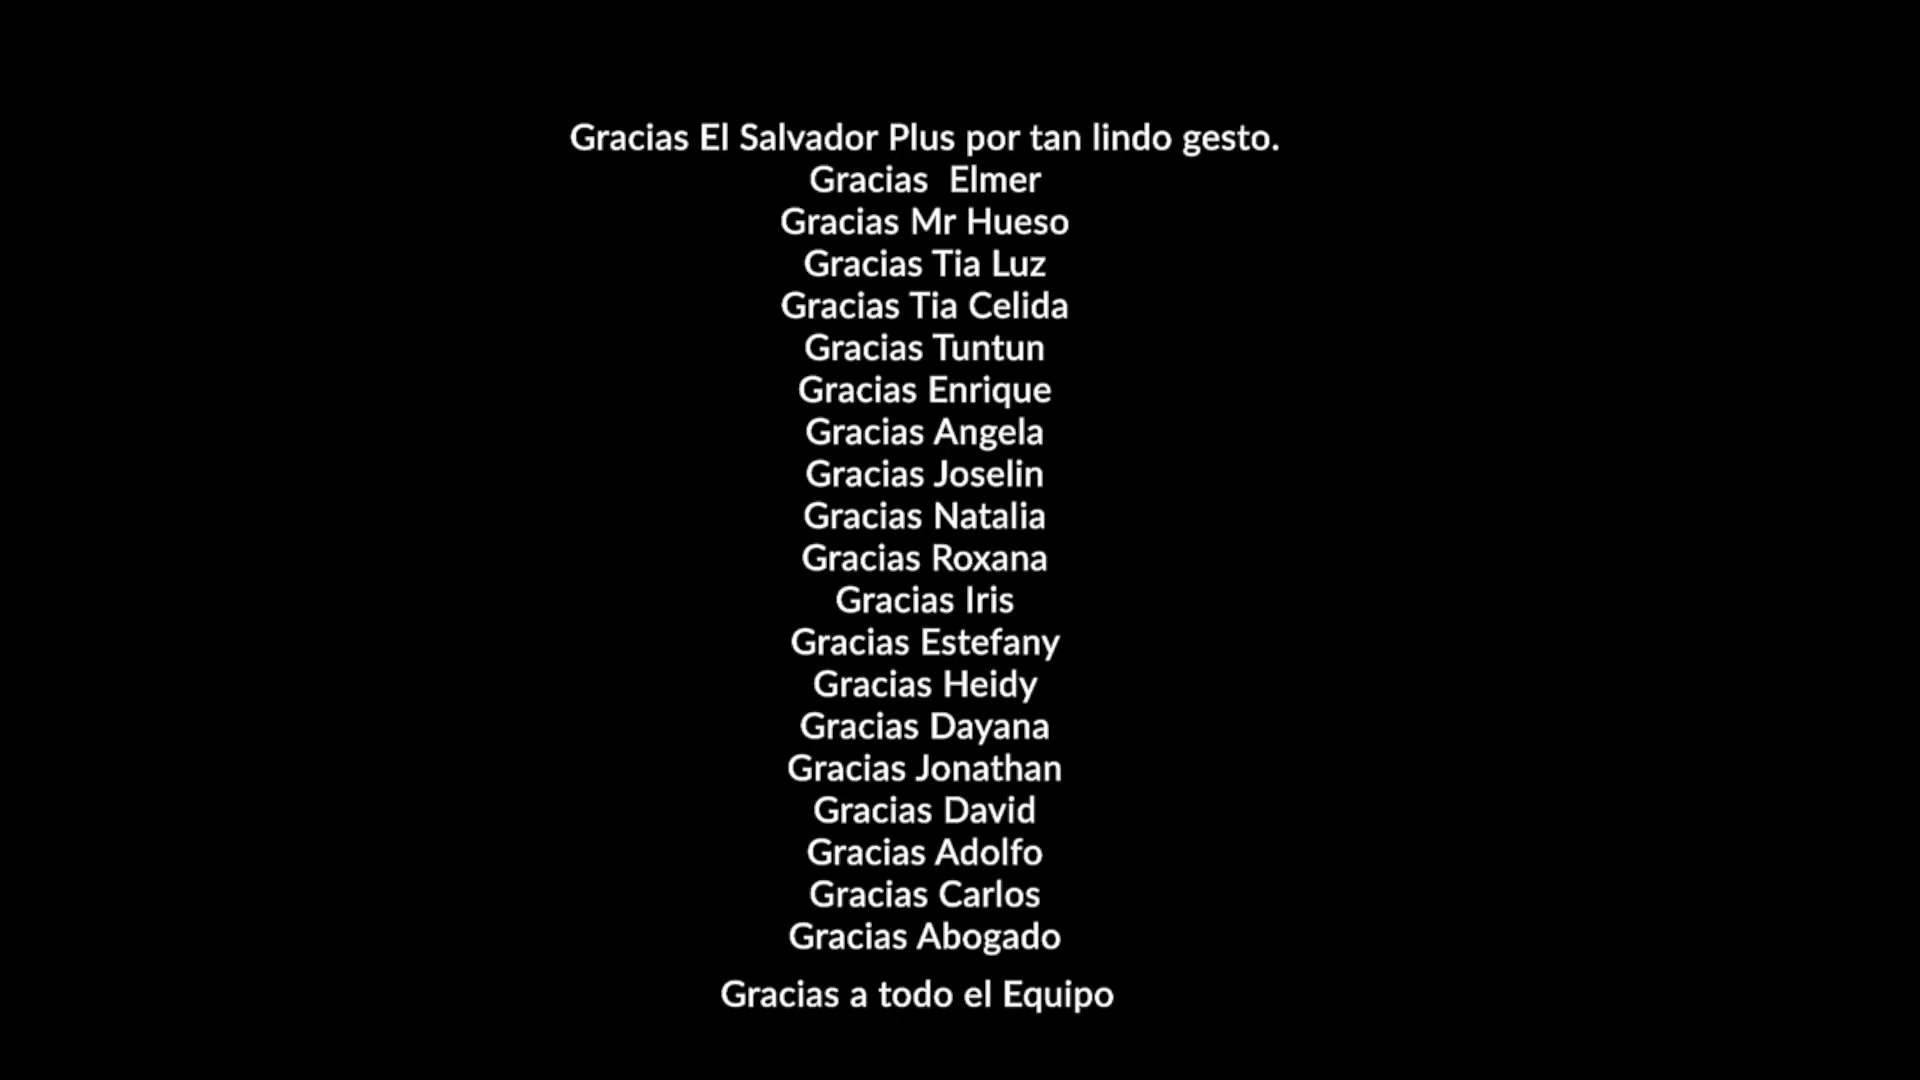 Gracias El Salvador Plus por tan lindo gesto.
Gracias  Elmer
Gracias Mr Hueso
Gracias Tia Luz
Gracias Tia Celida
Gracias Tuntun
Gracias Enrique
Gracias Angela
Gracias Joselin
Gracias Natalia
Gracias Roxana
Gracias Iris
Gracias Estefany
Gracias Heidy
Gracias Dayana
Gracias Jonathan
Gracias David
Gracias Adolfo
Gracias Carlos
Gracias Abogado
Gracias a todo el Equipo